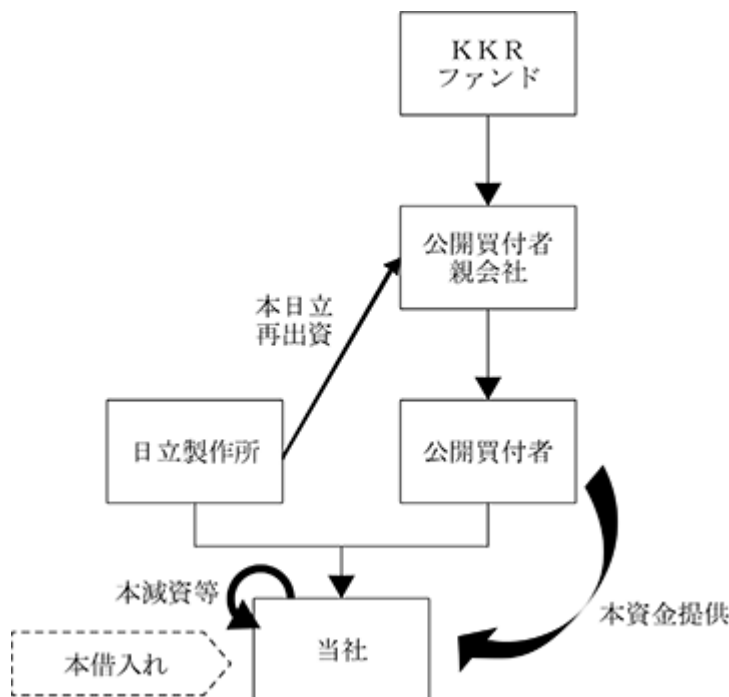 ＫＫＲ
ファンド
公開買付者
親会社
本日立
再出資
日立製作所
公開買付者
本減資等
本資金提供
当社
本借入れ